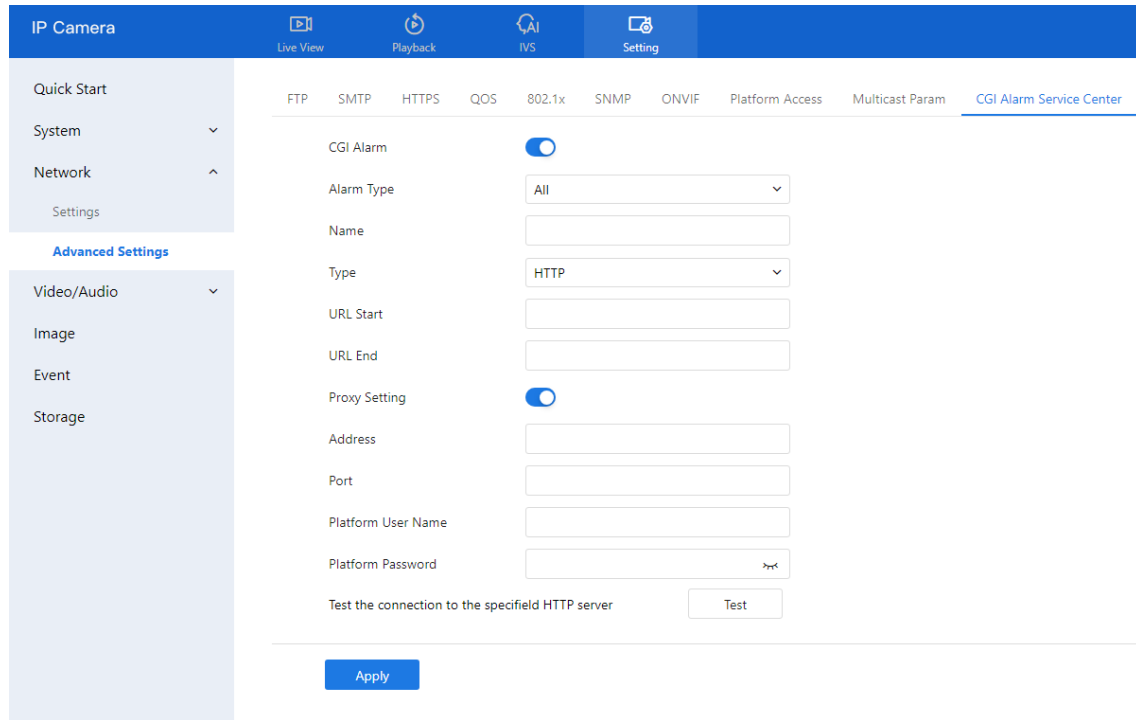 IP Camera
Live View
Playback
AI
IVS
Setting
Quick Start
System
Network
Settings
Advanced Settings
Video/Audio
Image
Event
Storage
FTP SMTP HTTPS QOS 802.1x SNMP ONVIF Platform Access Multicast Param CGI Alarm Service Center
CGI Alarm
Alarm Type All
Name
Type HTTP
URL Start
URL End
Proxy Setting
Address
Port
Platform User Name
Platform Password
Test the connection to the specifield HTTP server Test
Apply